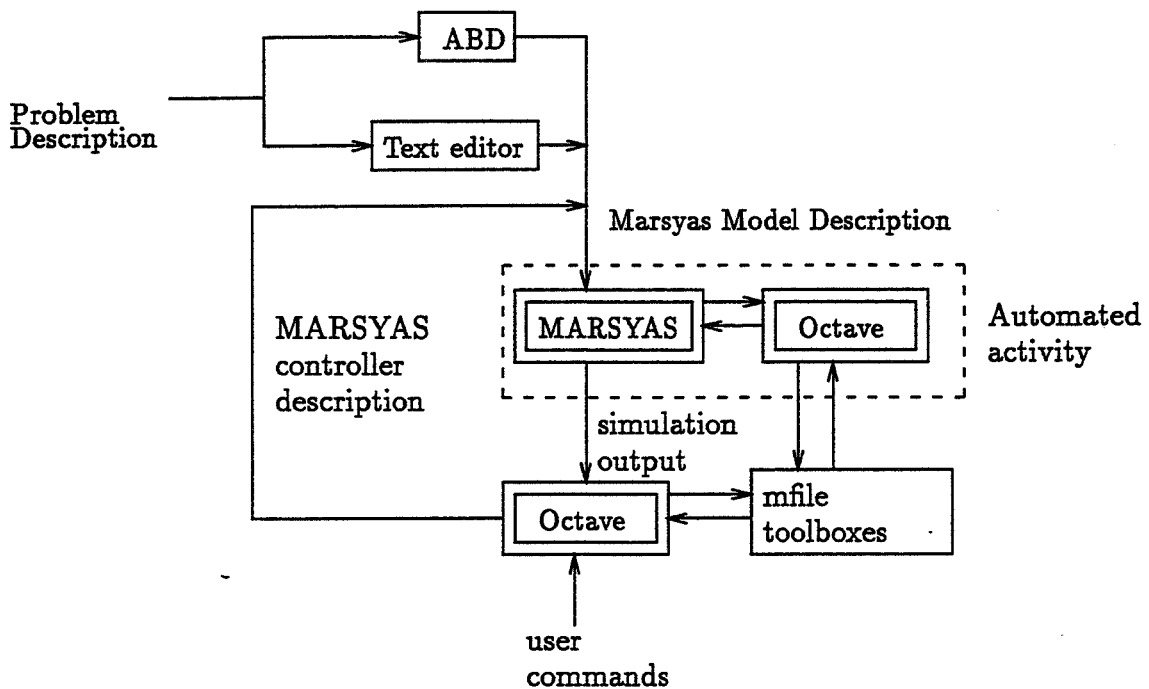 ABD
Problem
Description
Text editor
Marsyas Model Description
MARSYAS
controller
description
MARSYAS
Octave
Automated
activity
simulation
output
Octave
mfile
toolboxes
user
commands